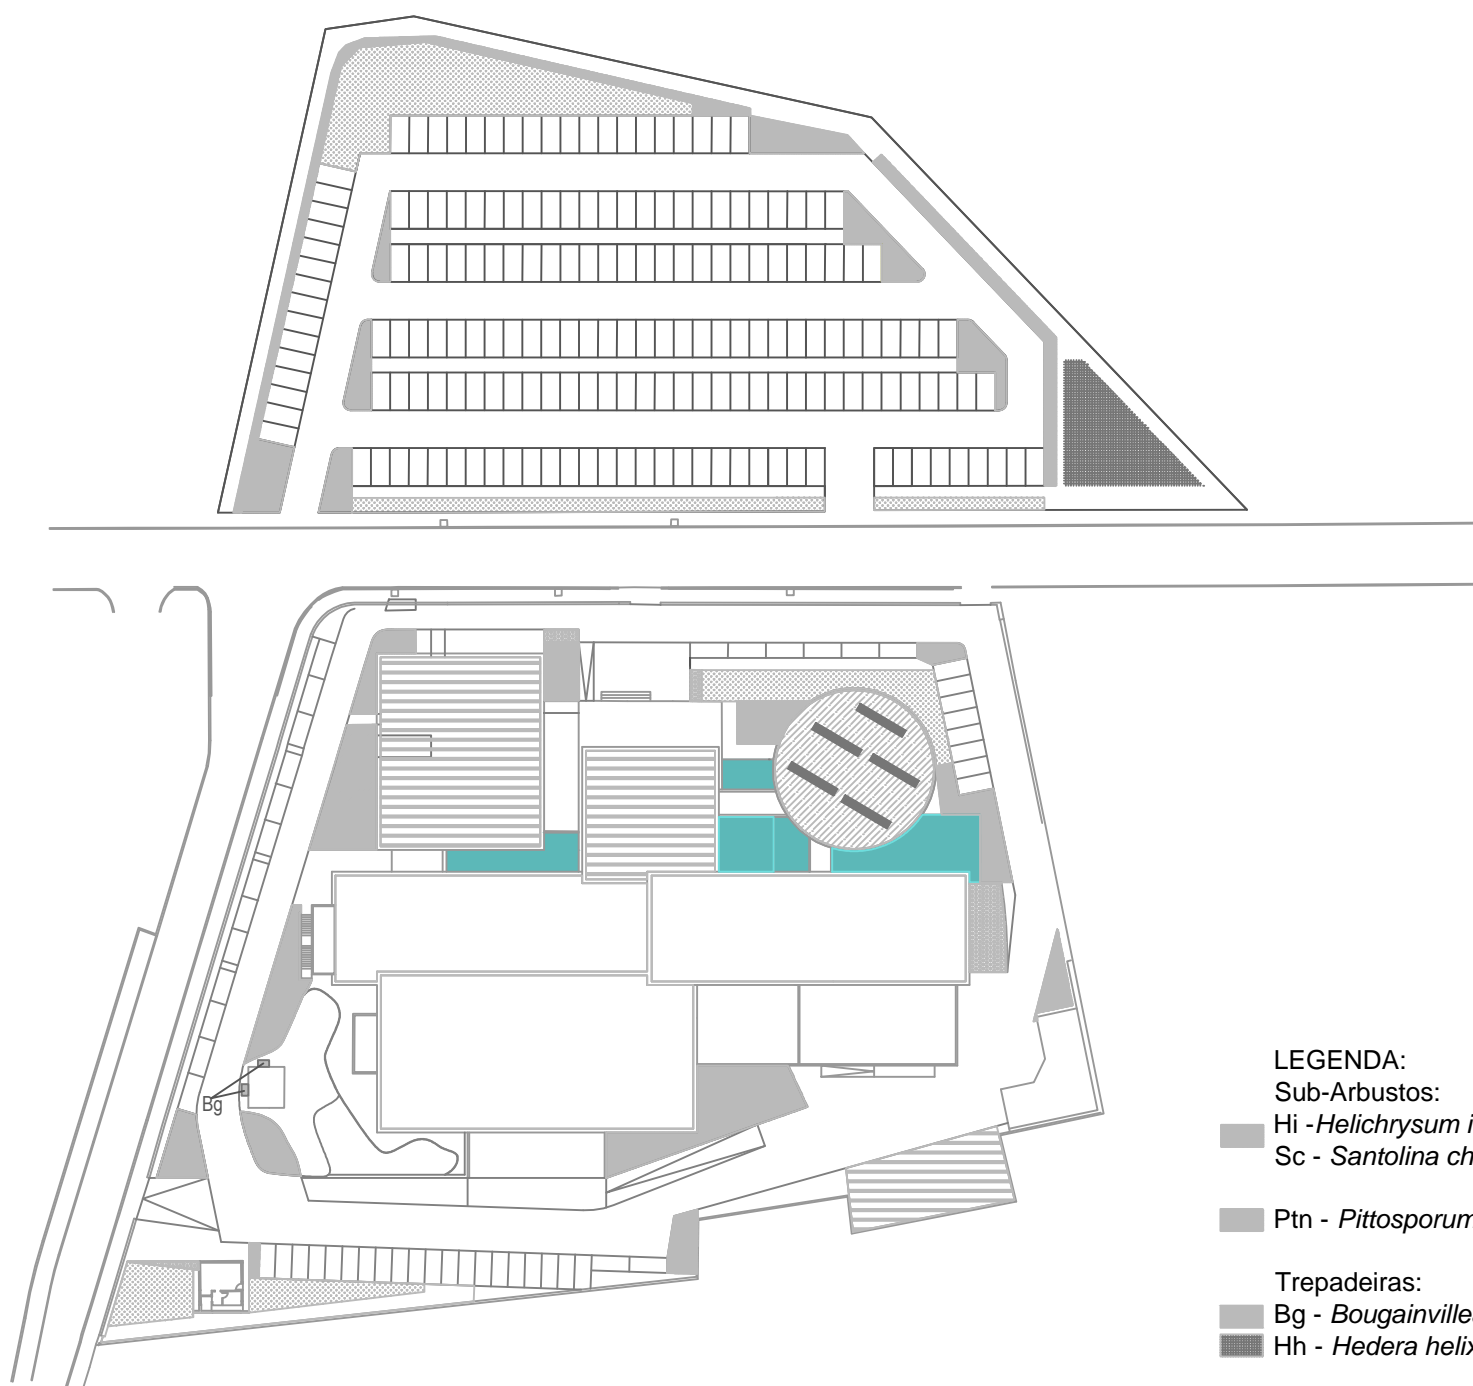 Bg
LEGENDA:
Sub-Arbustos:
Hi -Helichrysum i
Sc - Santolina ch
Ptn - Pittosporum
Trepadeiras:
Bg - Bougainville
Hh - Hedera helix